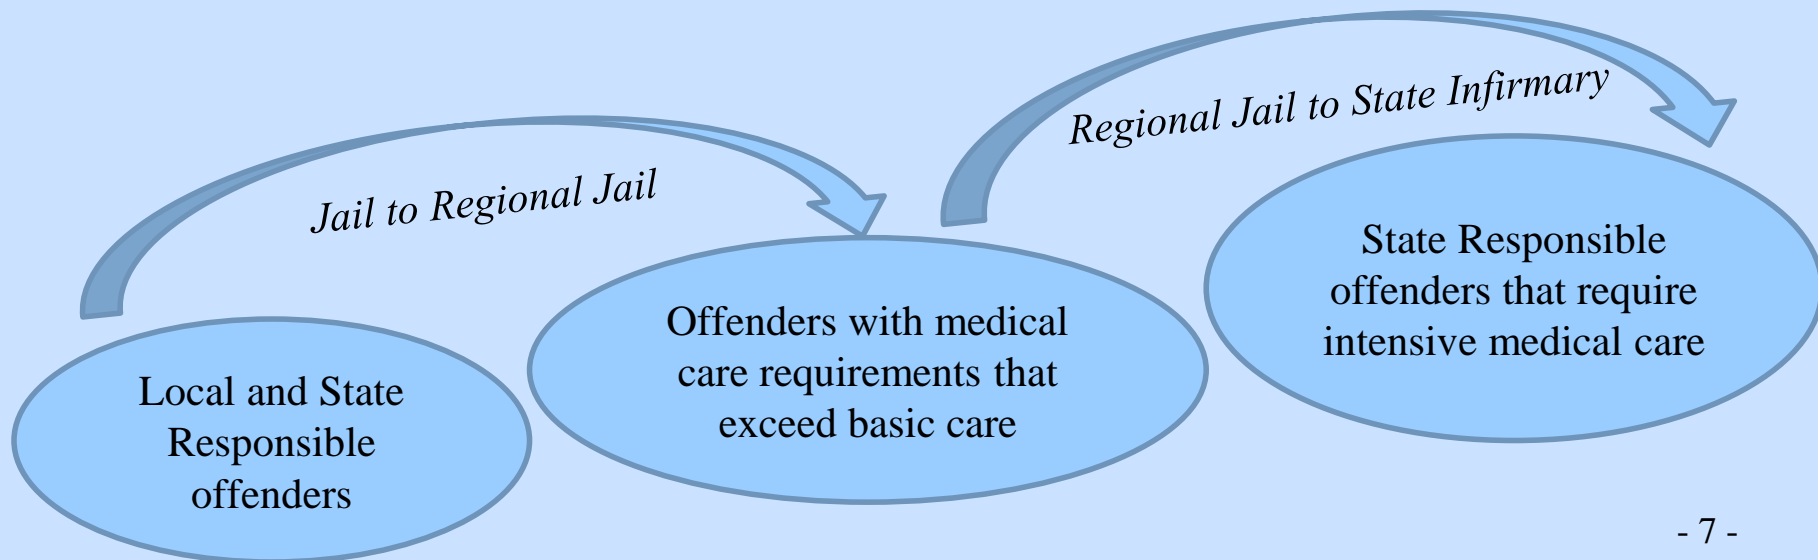 Jail to Regional Jail
Regional Jail to State Infirmary
Local and State
Responsible
offenders
Offenders with medical
care requirements that
exceed basic care
State Responsible
offenders that require
intensive medical care
- 7 -